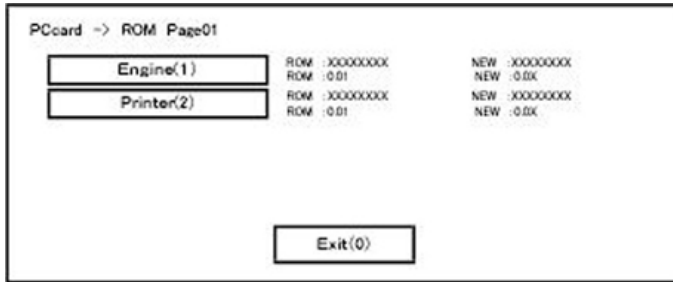 PCcard -> ROM Page01
Engine(1) ROM :XXXXXXXX NEW :XXXXXXXX
ROM :0.01 NEW :0.0X
Printer(2) ROM :XXXXXXXX NEW :XXXXXXXX
ROM :0.01 NEW :0.0X
Exit(0)